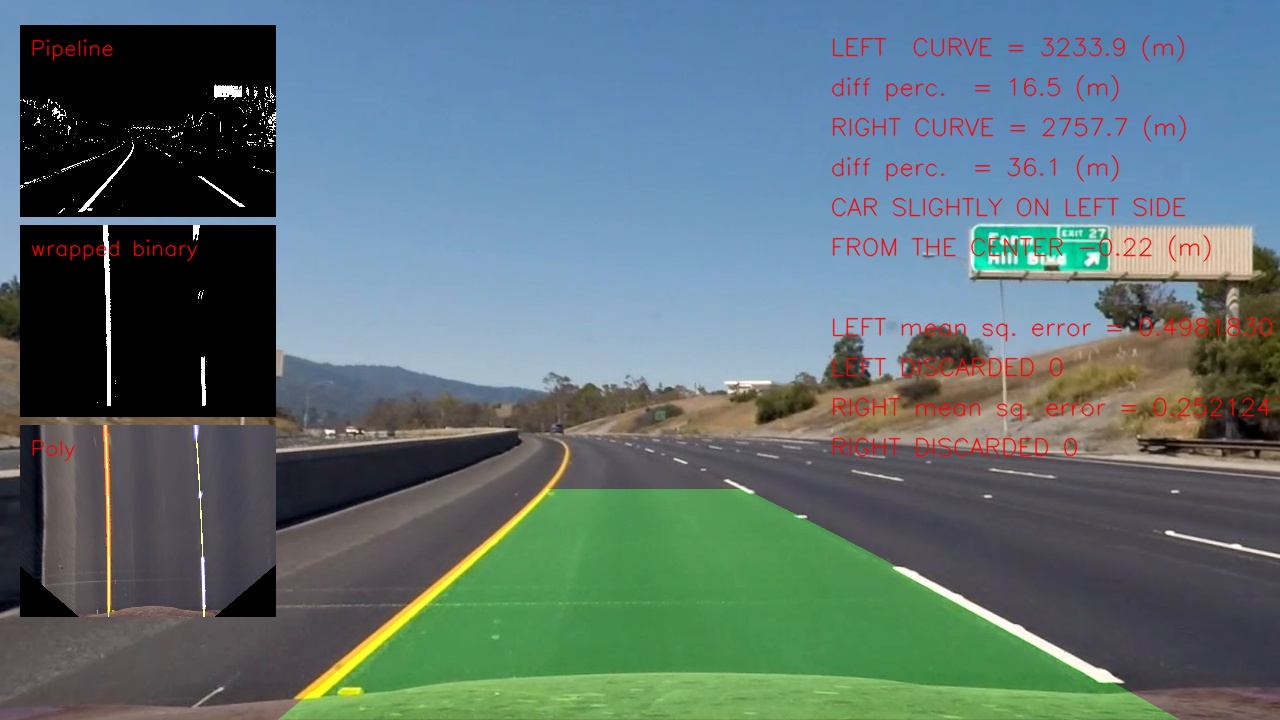 Pipeline
wrapped binary
Poly
LEFT CURVE = 3233.9 (m)
diff perc. = 16.5 (m)
RIGHT CURVE = 2757.7 (m)
diff perc. = 36.1 (m)
CAR SLIGHTLY ON LEFT SIDE
FROM THE CENTER -0.22 (m)
EXIT 27
Hill Blvd
LEFT mean sq. error = 0.4981830
LEFT DISCARDED 0
RIGHT mean sq. error = 0.252124
RIGHT DISCARDED 0